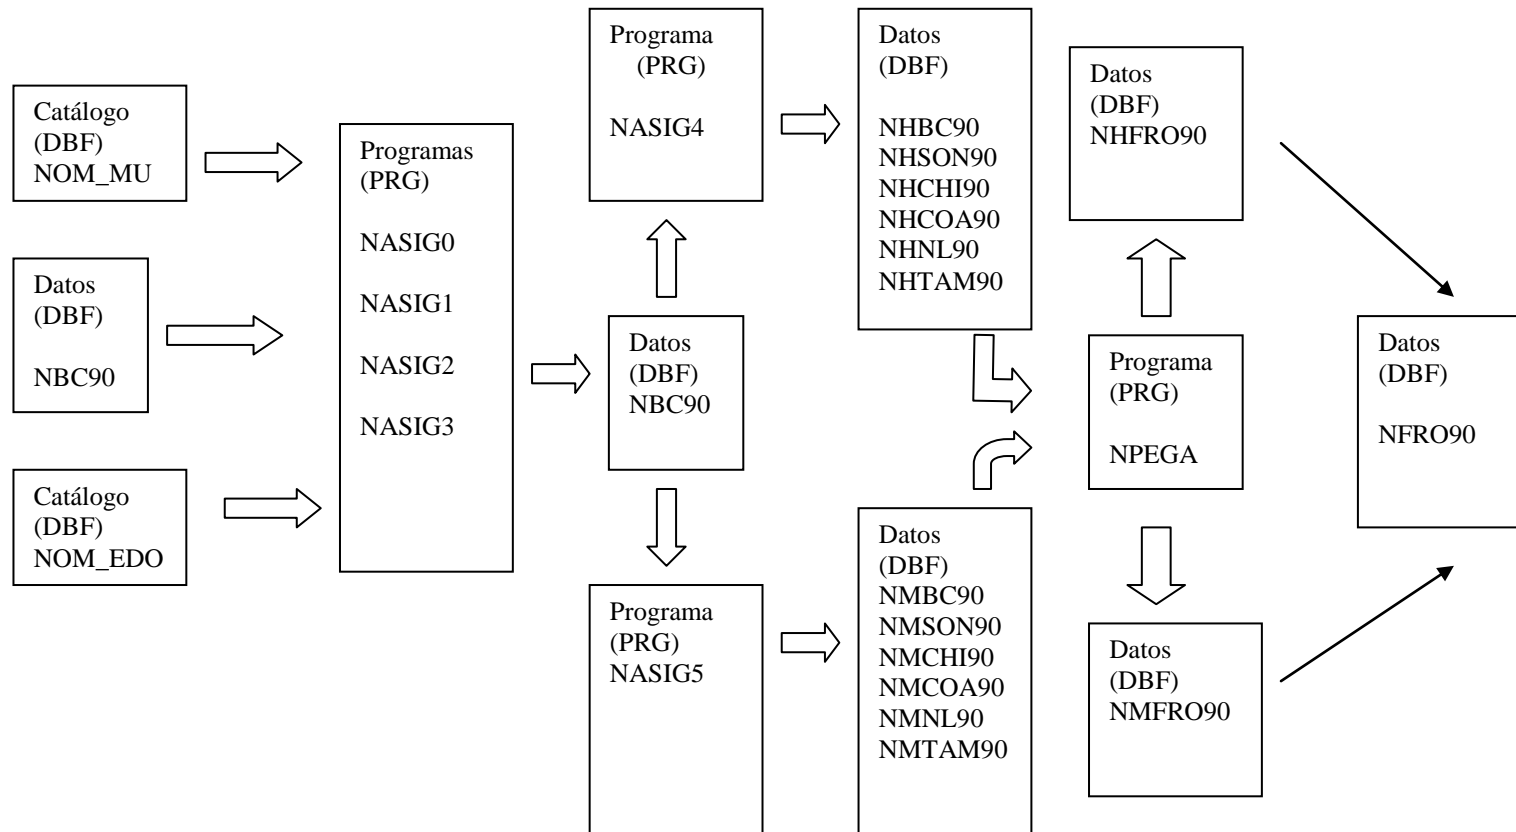 Catálogo
(DBF)
NOM_MU
Datos
(DBF)
NBC90
Catálogo
(DBF)
NOM_EDO
Programas
(PRG)
NASIG0
NASIG1
NASIG2
NASIG3
Programa
(PRG)
NASIG4
Datos
(DBF)
NBC90
Programa
(PRG)
NASIG5
Datos
(DBF)
NHBC90
NHSON90
NHCHI90
NHCOA90
NHNL90
NHTAM90
Datos
(DBF)
NMBC90
NMSON90
NMCHI90
NMCOA90
NMNL90
NMTAM90
Datos
(DBF)
NHFRO90
Programa
(PRG)
NPEGA
Datos
(DBF)
NMFRO90
Datos
(DBF)
NFRO90